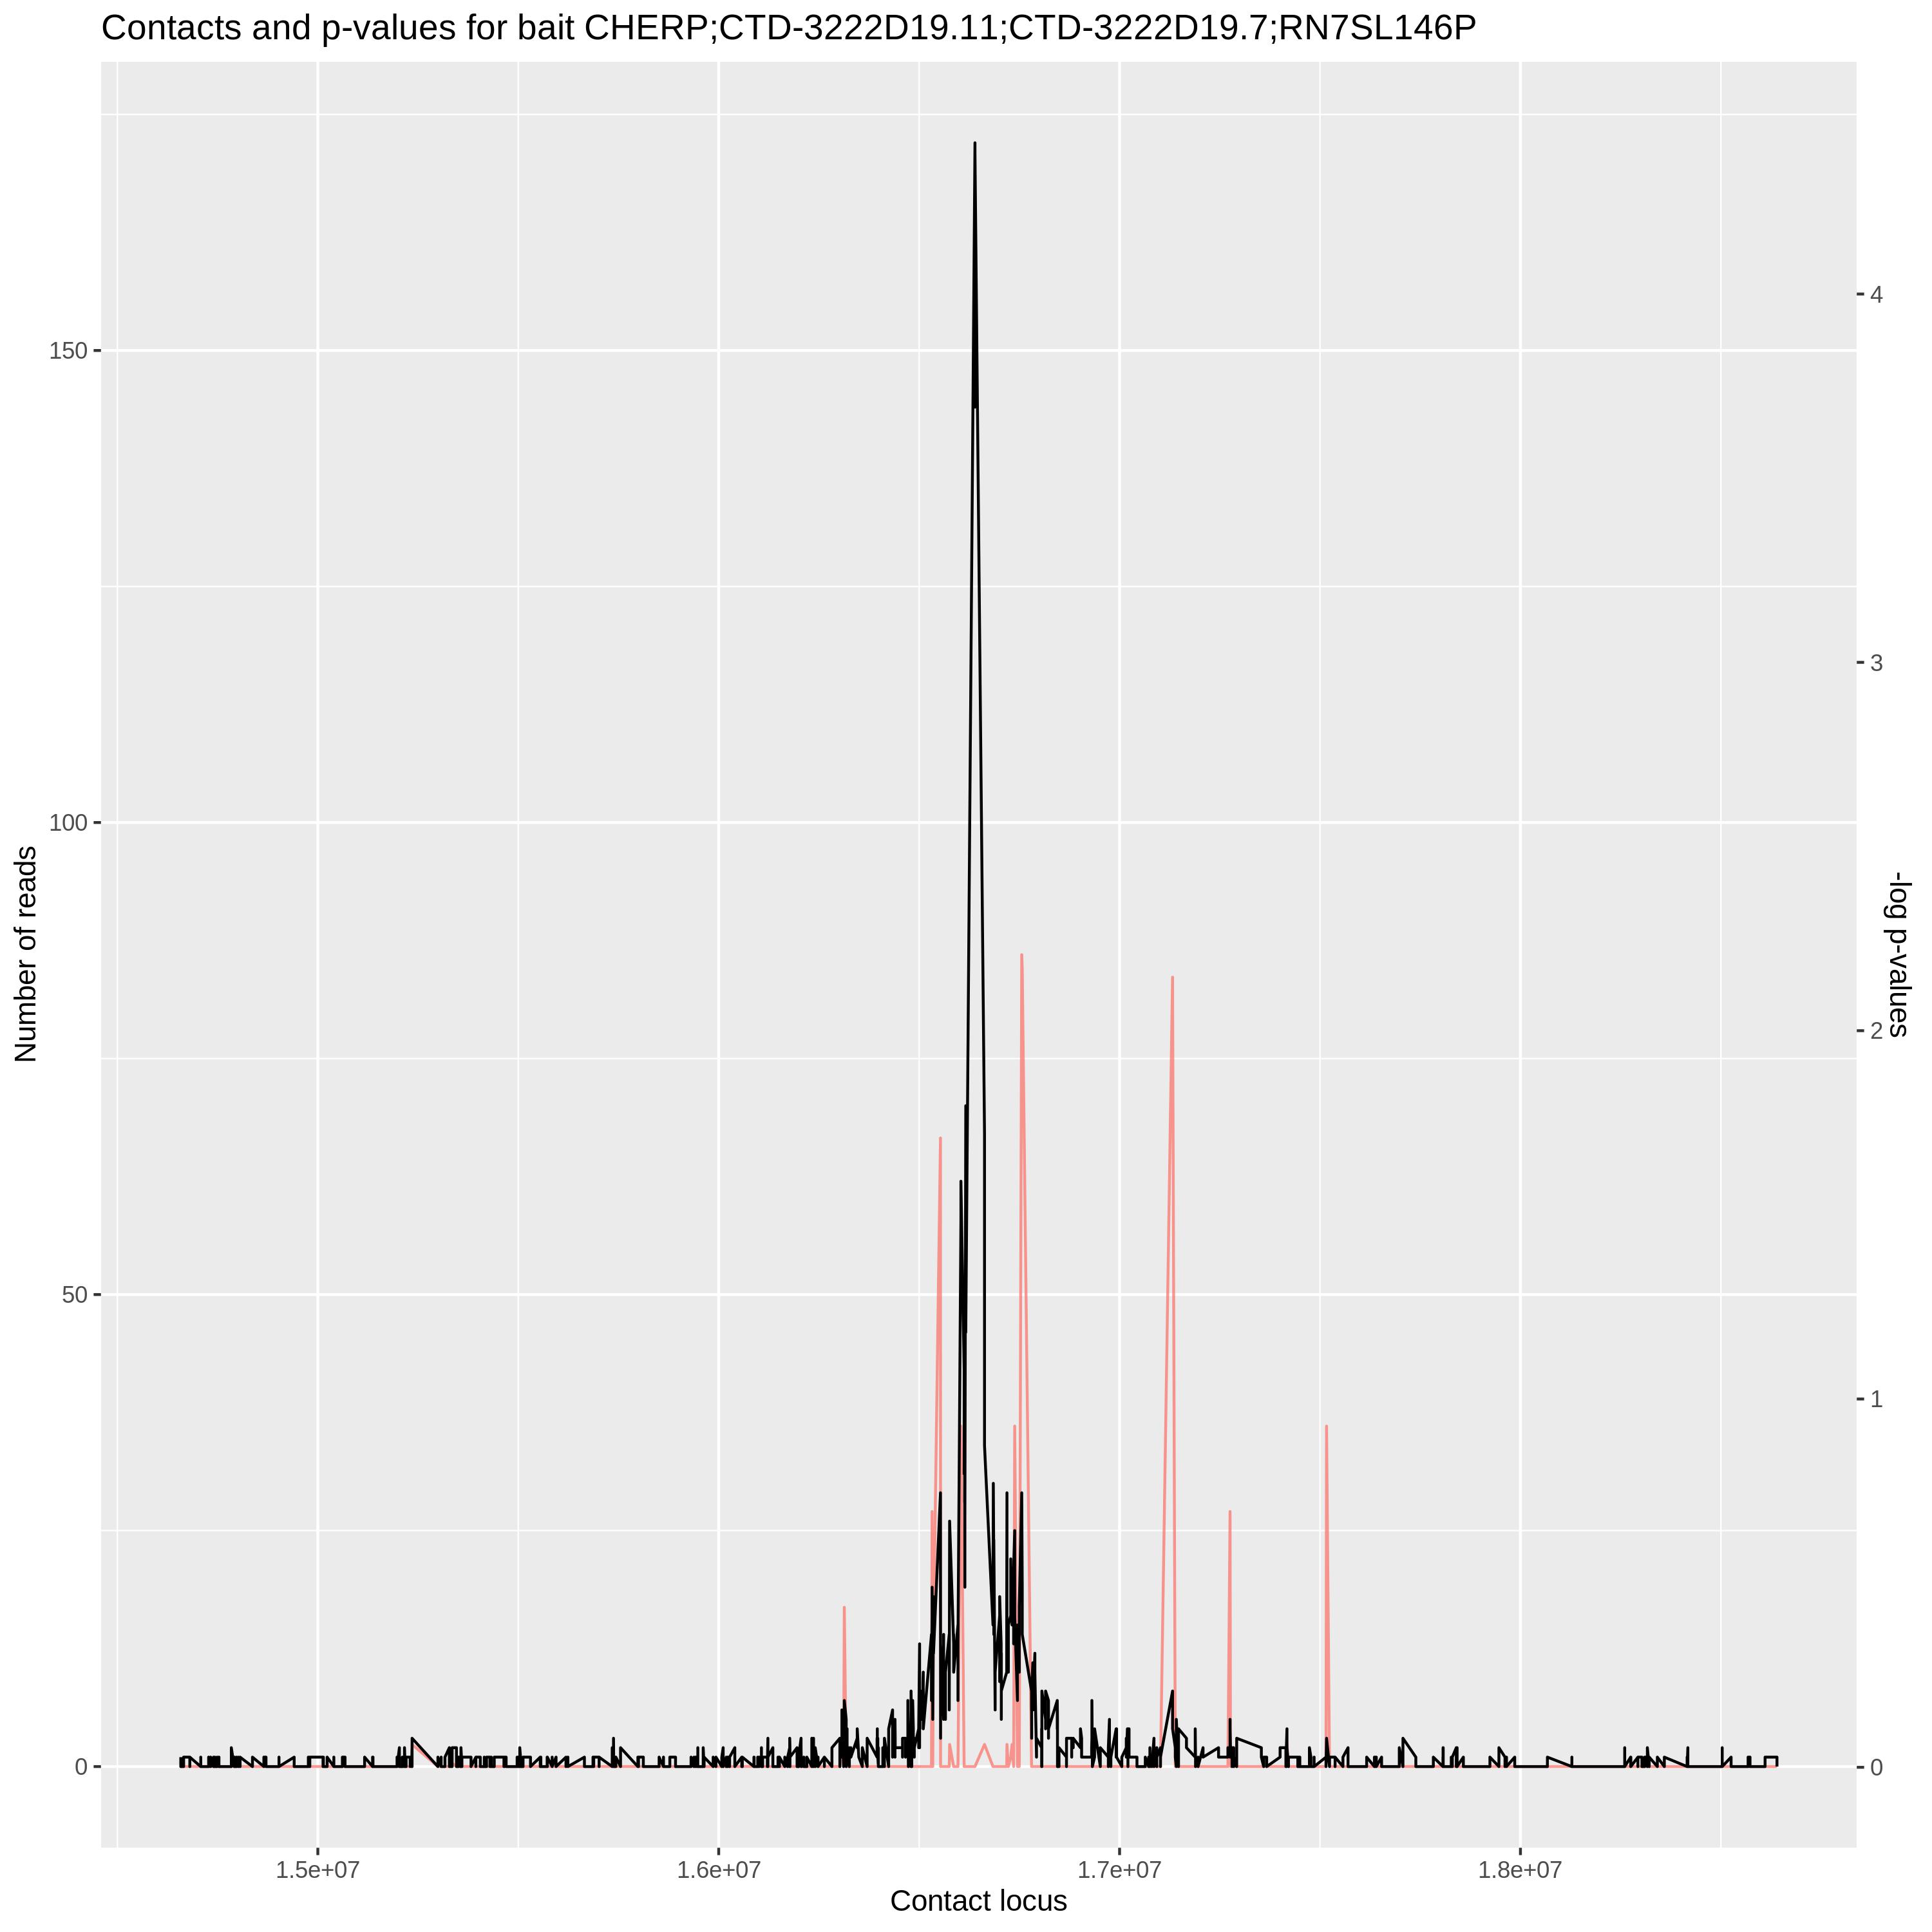 Contacts and p-values for bait CHERP;CTD-3222D19.11;CTD-3222D19.7;RN7SL146P
Number of reads
150
100
50
0
4
3
2
1
0
-log p-values
1.5e+07
1.6e+07
1.7e+07
1.8e+07
Contact locus